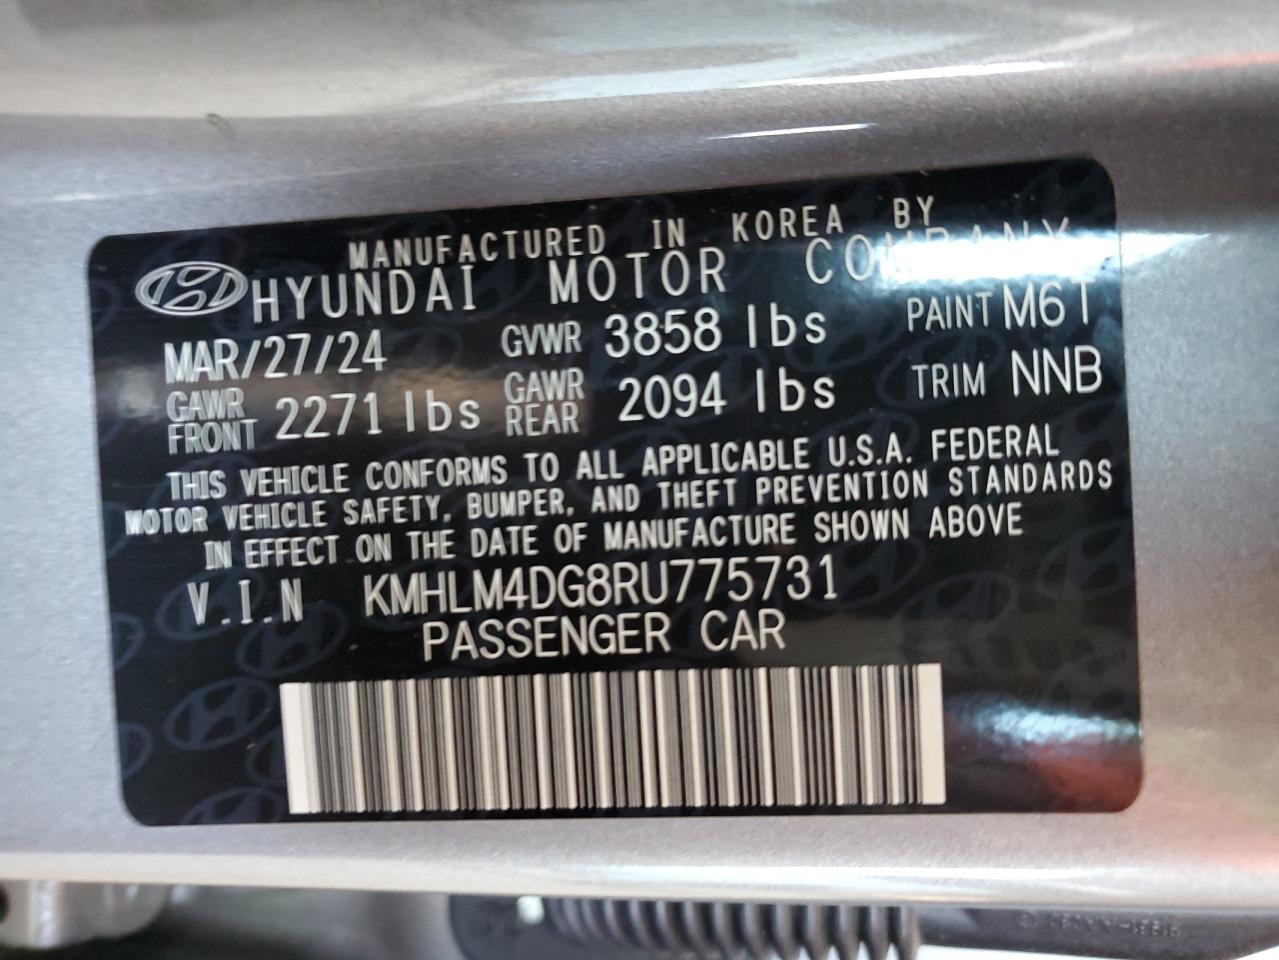 MANUFACTURED IN KOREA BY
HYUNDAI MOTOR COMPANY
MAR/27/24 GVWR 3858 lbs PAINT M6T
GAWR FRONT 2271 lbs GAWR REAR 2094 lbs TRIM NNB
THIS VEHICLE CONFORMS TO ALL APPLICABLE U.S.A. FEDERAL
MOTOR VEHICLE SAFETY, BUMPER, AND THEFT PREVENTION STANDARDS
IN EFFECT ON THE DATE OF MANUFACTURE SHOWN ABOVE
V.I.N KMHLM4DG8RU775731
PASSENGER CAR